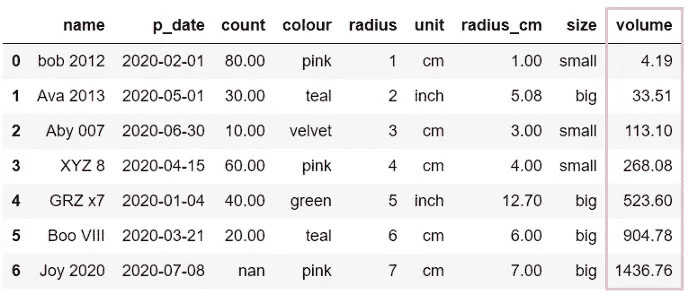 name p_date count colour radius unit radius_cm size volume
0 bob 2012 2020-02-01 80.00 pink 1 cm 1.00 small 4.19
1 Ava 2013 2020-05-01 30.00 teal 2 inch 5.08 big 33.51
2 Aby 007 2020-06-30 10.00 velvet 3 cm 3.00 small 113.10
3 XYZ 8 2020-04-15 60.00 pink 4 cm 4.00 small 268.08
4 GRZ x7 2020-01-04 40.00 green 5 inch 12.70 big 523.60
5 Boo VIII 2020-03-21 20.00 teal 6 cm 6.00 big 904.78
6 Joy 2020 2020-07-08 nan pink 7 cm 7.00 big 1436.76